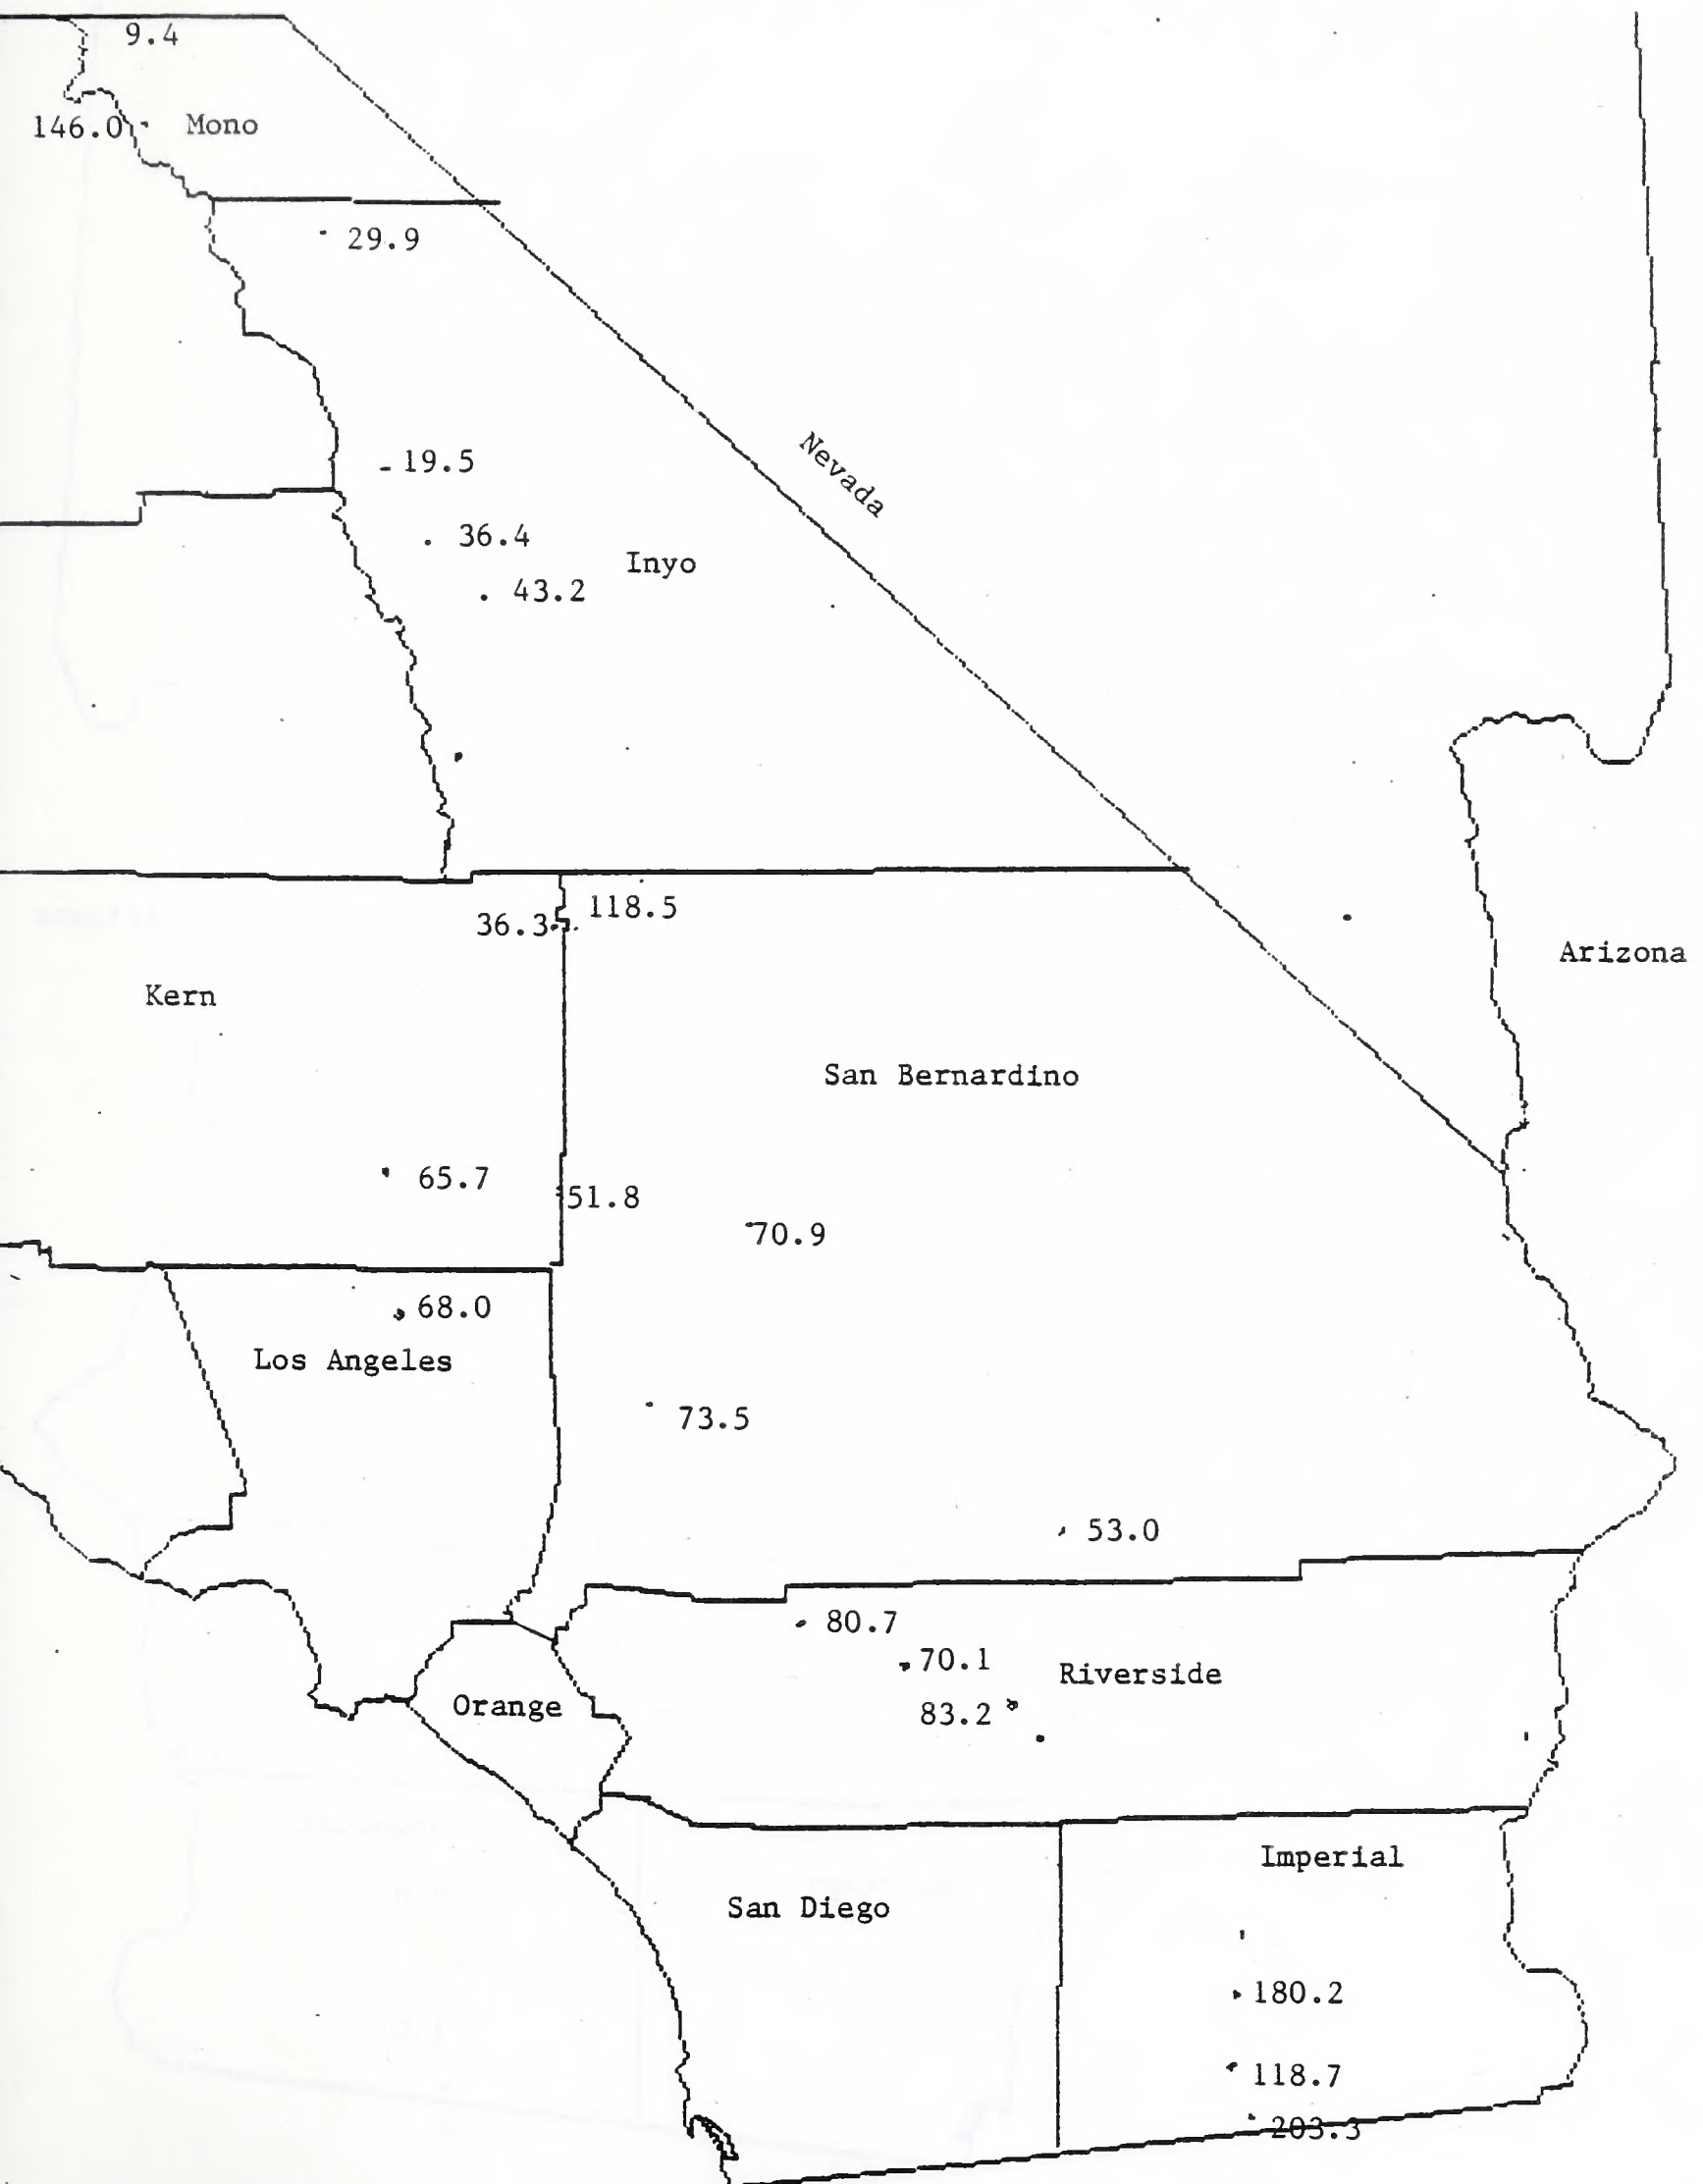 9.4
146.0 Mono
29.9
Nevada
19.5
36.4
Inyo
43.2
118.5
36.3
Arizona
Kern
San Bernardino
65.7
51.8
70.9
68.0
Los Angeles
73.5
53.0
80.7
70.1
Riverside
Orange
83.2
Imperial
San Diego
180.2
118.7
203.3